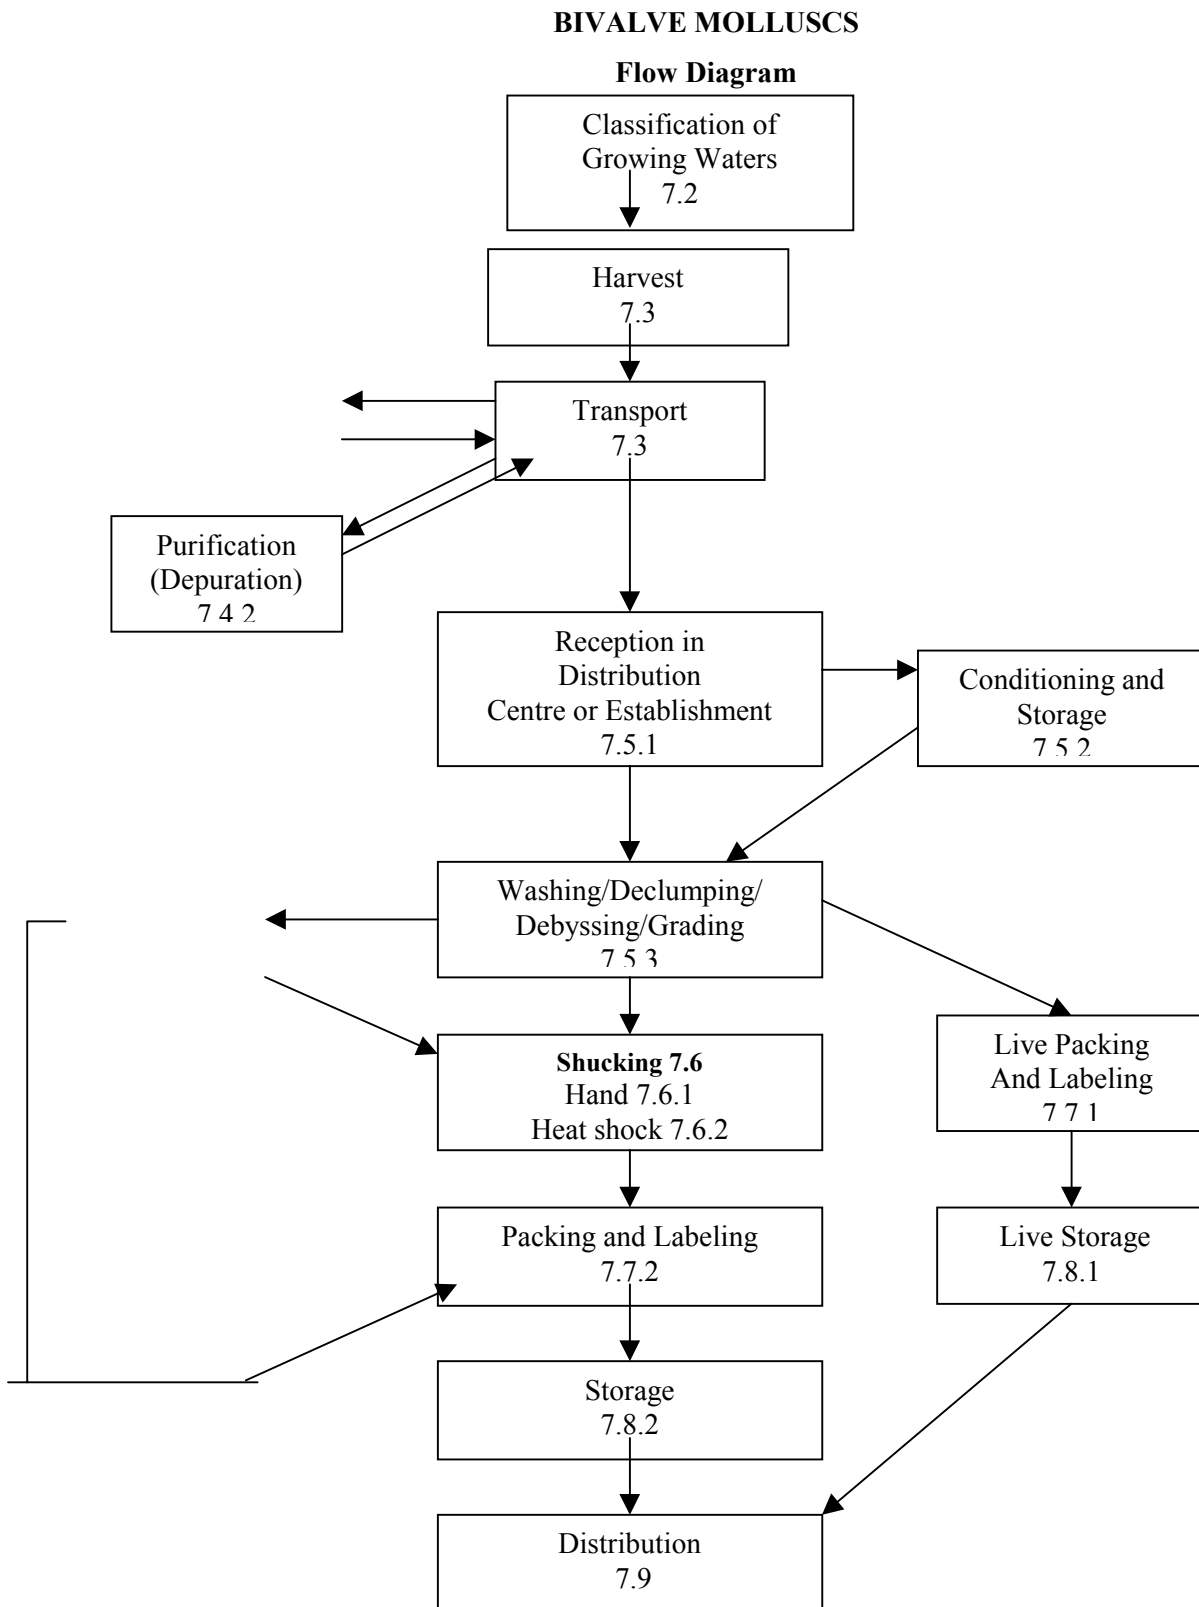 BIVALVE MOLLUSCS
Flow Diagram
Classification of
Growing Waters
7.2
Harvest
7.3
Transport
7.3
Purification
(Depuration)
7 4 2
Reception in
Distribution
Centre or Establishment
7.5.1
Conditioning and
Storage
7 5 2
Washing/Declumping/
Debyssing/Grading
7 5 3
Shucking 7.6
Hand 7.6.1
Heat shock 7.6.2
Live Packing
And Labeling
7 7 1
Packing and Labeling
7.7.2
Live Storage
7.8.1
Storage
7.8.2
Distribution
7.9